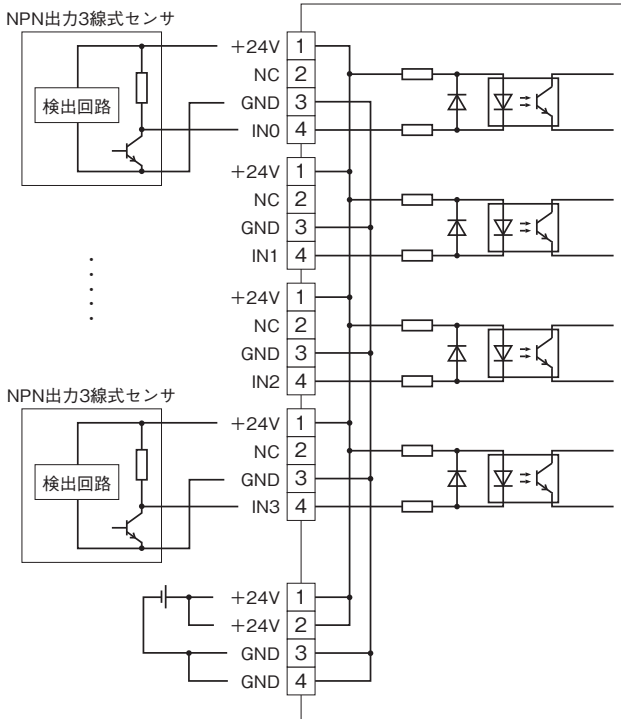 NPN出力3線式センサ
検出回路
+24V 1
NC 2
GND 3
IN0 4
+24V 1
NC 2
GND 3
IN1 4
+24V 1
NC 2
GND 3
IN2 4
NPN出力3線式センサ
検出回路
+24V 1
NC 2
GND 3
IN3 4
+24V 1
+24V 2
GND 3
GND 4